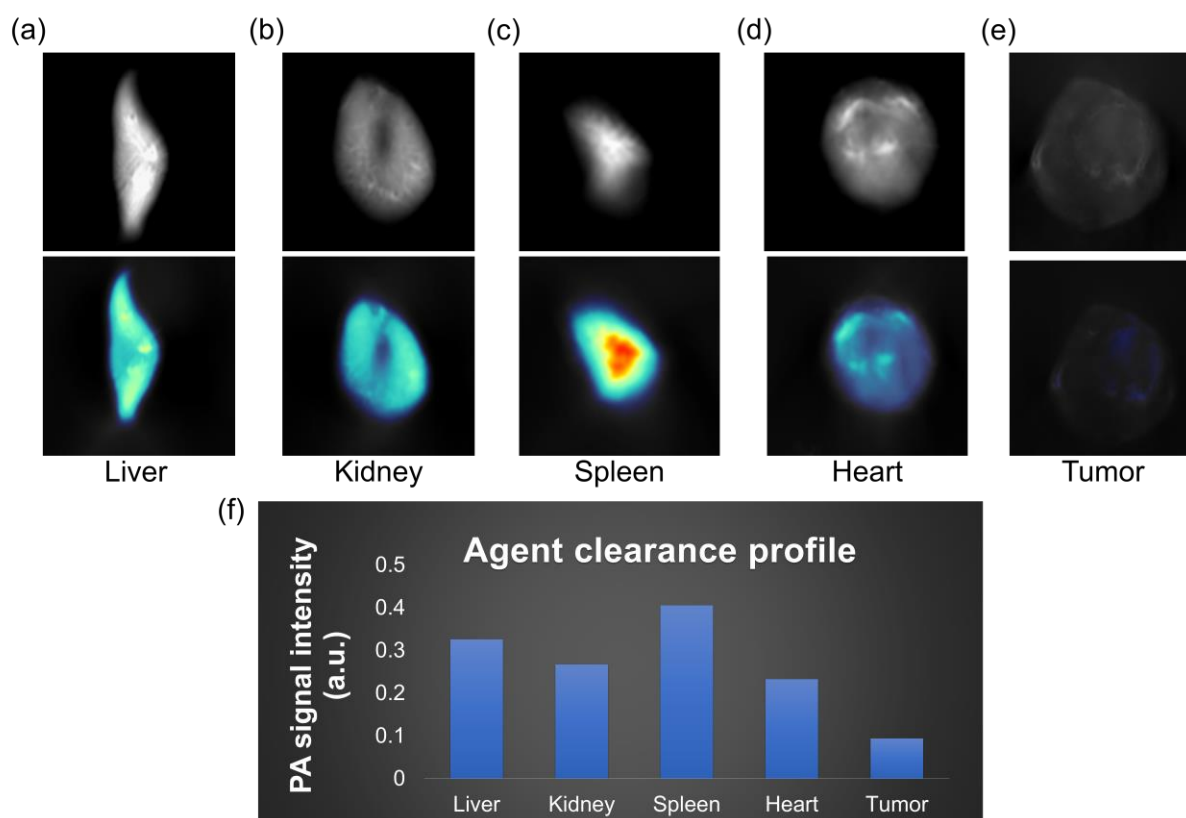 (a)
(b)
(c)
(d)
(e)
Liver
Kidney
Spleen
Heart
Tumor
(f)
Agent clearance profile
PA signal intensity
(a.u.)
0.5
0.4
0.3
0.2
0.1
0
Liver
Kidney
Spleen
Heart
Tumor